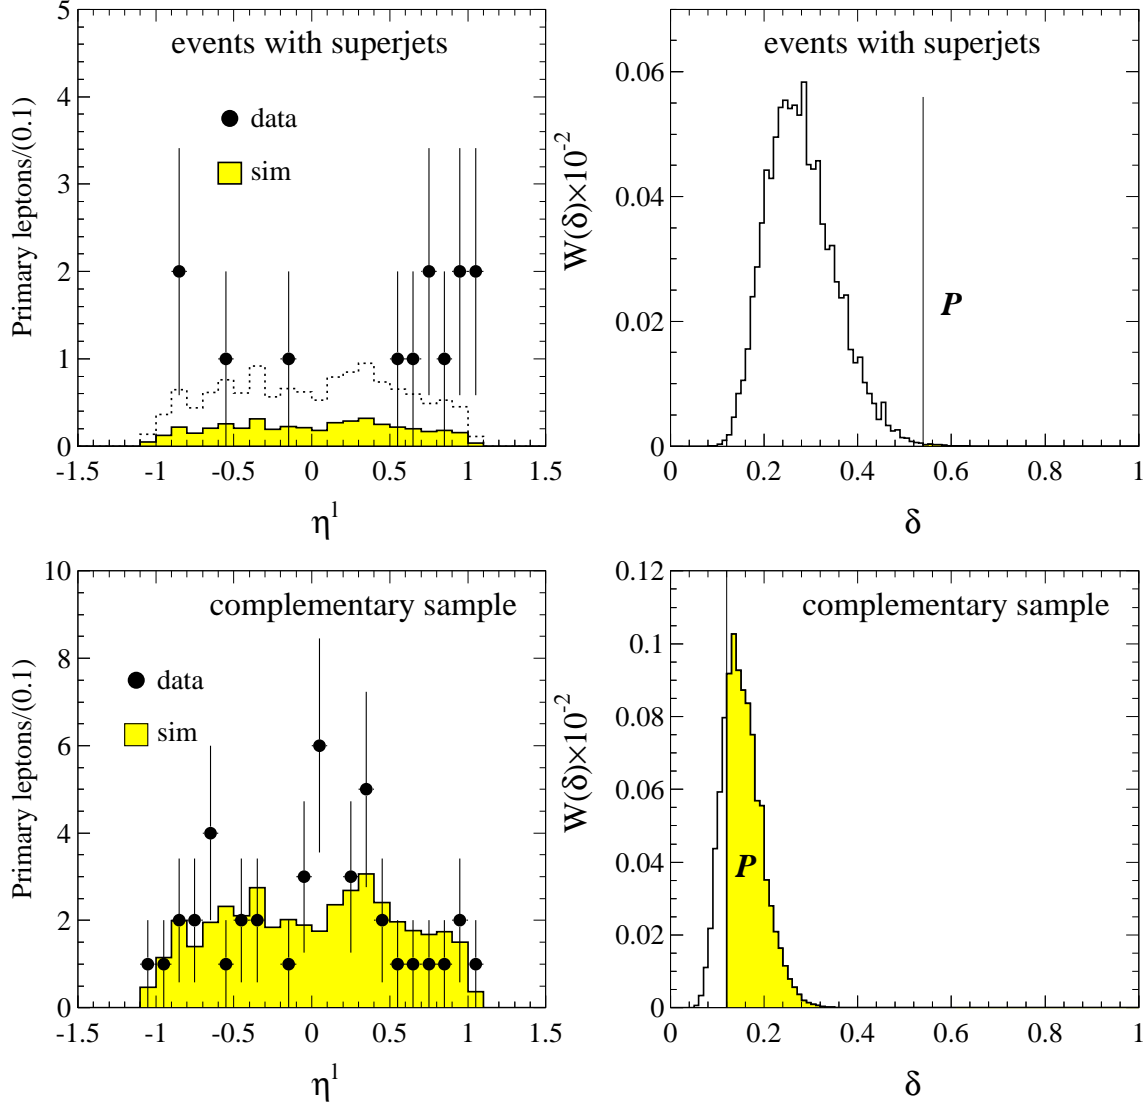 events with superjets
data
sim
Primary leptons/(0.1)
5
4
3
2
1
0
-1.5 -1 -0.5 0 0.5 1 1.5
η^l
events with superjets
P
W(δ)×10^-2
0.06
0.04
0.02
0
0 0.2 0.4 0.6 0.8 1
δ
complementary sample
data
sim
Primary leptons/(0.1)
10
8
6
4
2
0
-1.5 -1 -0.5 0 0.5 1 1.5
η^l
complementary sample
P
W(δ)×10^-2
0.12
0.1
0.08
0.06
0.04
0.02
0
0 0.2 0.4 0.6 0.8 1
δ